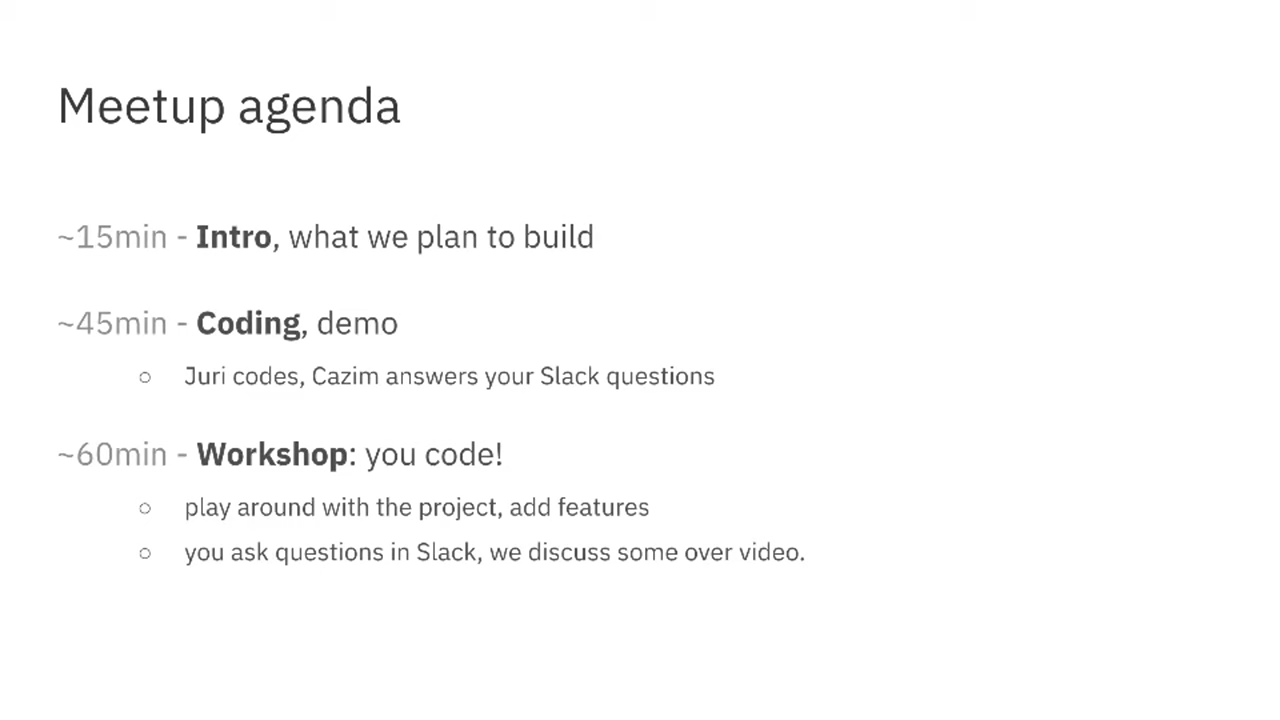 Meetup agenda
~15min - Intro, what we plan to build
~45min - Coding, demo
○ Juri codes, Cazim answers your Slack questions
~60min - Workshop: you code!
○ play around with the project, add features
○ you ask questions in Slack, we discuss some over video.